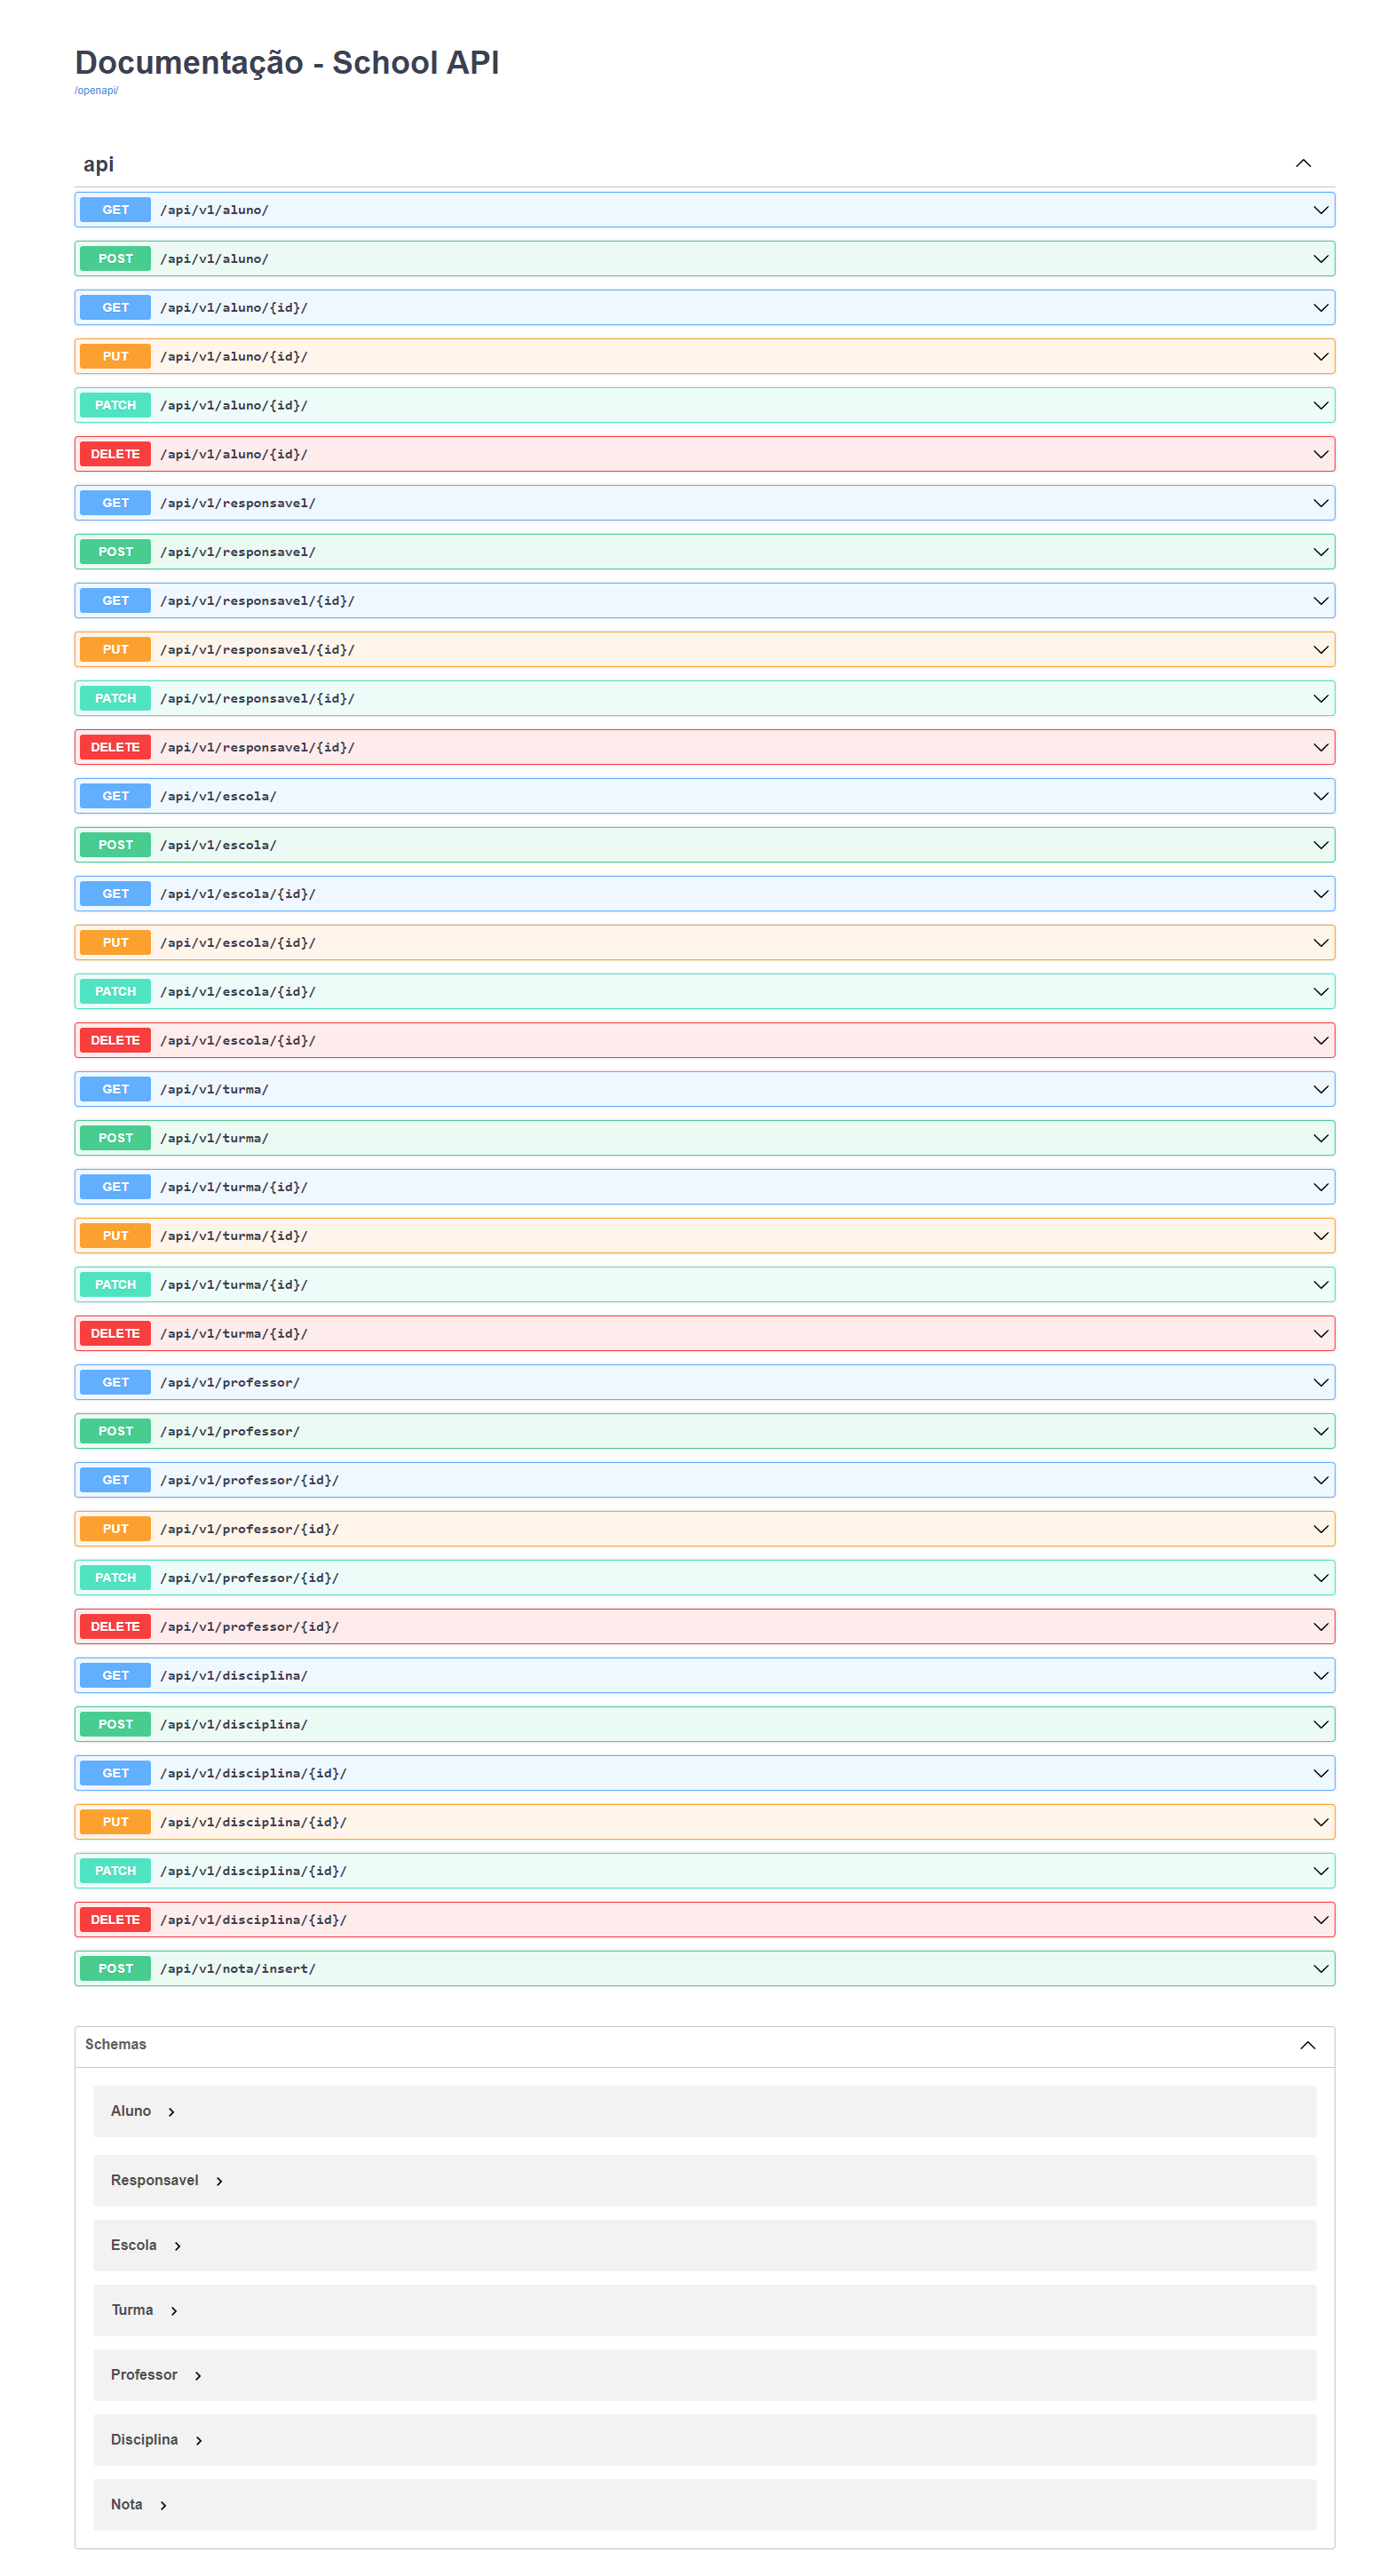 Documentação - School API
/openapi/
api
GET /api/v1/aluno/
POST /api/v1/aluno/
GET /api/v1/aluno/{id}/
PUT /api/v1/aluno/{id}/
PATCH /api/v1/aluno/{id}/
DELETE /api/v1/aluno/{id}/
GET /api/v1/responsavel/
POST /api/v1/responsavel/
GET /api/v1/responsavel/{id}/
PUT /api/v1/responsavel/{id}/
PATCH /api/v1/responsavel/{id}/
DELETE /api/v1/responsavel/{id}/
GET /api/v1/escola/
POST /api/v1/escola/
GET /api/v1/escola/{id}/
PUT /api/v1/escola/{id}/
PATCH /api/v1/escola/{id}/
DELETE /api/v1/escola/{id}/
GET /api/v1/turma/
POST /api/v1/turma/
GET /api/v1/turma/{id}/
PUT /api/v1/turma/{id}/
PATCH /api/v1/turma/{id}/
DELETE /api/v1/turma/{id}/
GET /api/v1/professor/
POST /api/v1/professor/
GET /api/v1/professor/{id}/
PUT /api/v1/professor/{id}/
PATCH /api/v1/professor/{id}/
DELETE /api/v1/professor/{id}/
GET /api/v1/disciplina/
POST /api/v1/disciplina/
GET /api/v1/disciplina/{id}/
PUT /api/v1/disciplina/{id}/
PATCH /api/v1/disciplina/{id}/
DELETE /api/v1/disciplina/{id}/
POST /api/v1/nota/insert/
Schemas
Aluno
Responsavel
Escola
Turma
Professor
Disciplina
Nota